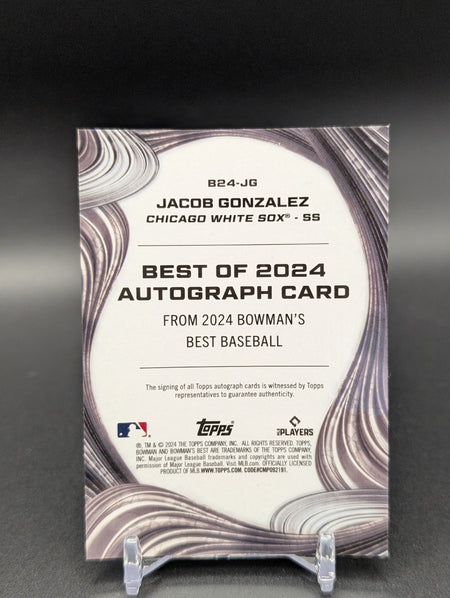 B24-JG
JACOB GONZALEZ
CHICAGO WHITE SOX® - SS
BEST OF 2024
AUTOGRAPH CARD
FROM 2024 BOWMAN'S
BEST BASEBALL
The signing of all Topps autograph cards is witnessed by Topps
representatives to guarantee authenticity.
Topps
MLB PLAYERS
®, TM & © 2024 THE TOPPS COMPANY, INC. ALL RIGHTS RESERVED. TOPPS,
BOWMAN AND BOWMAN'S BEST ARE TRADEMARKS OF THE TOPPS COMPANY,
INC. Major League Baseball trademarks and copyrights are used with
permission of Major League Baseball. Visit MLB.com. OFFICIALLY LICENSED
PRODUCT OF MLB WWW.TOPPS.COM. CODE#CMP092191.